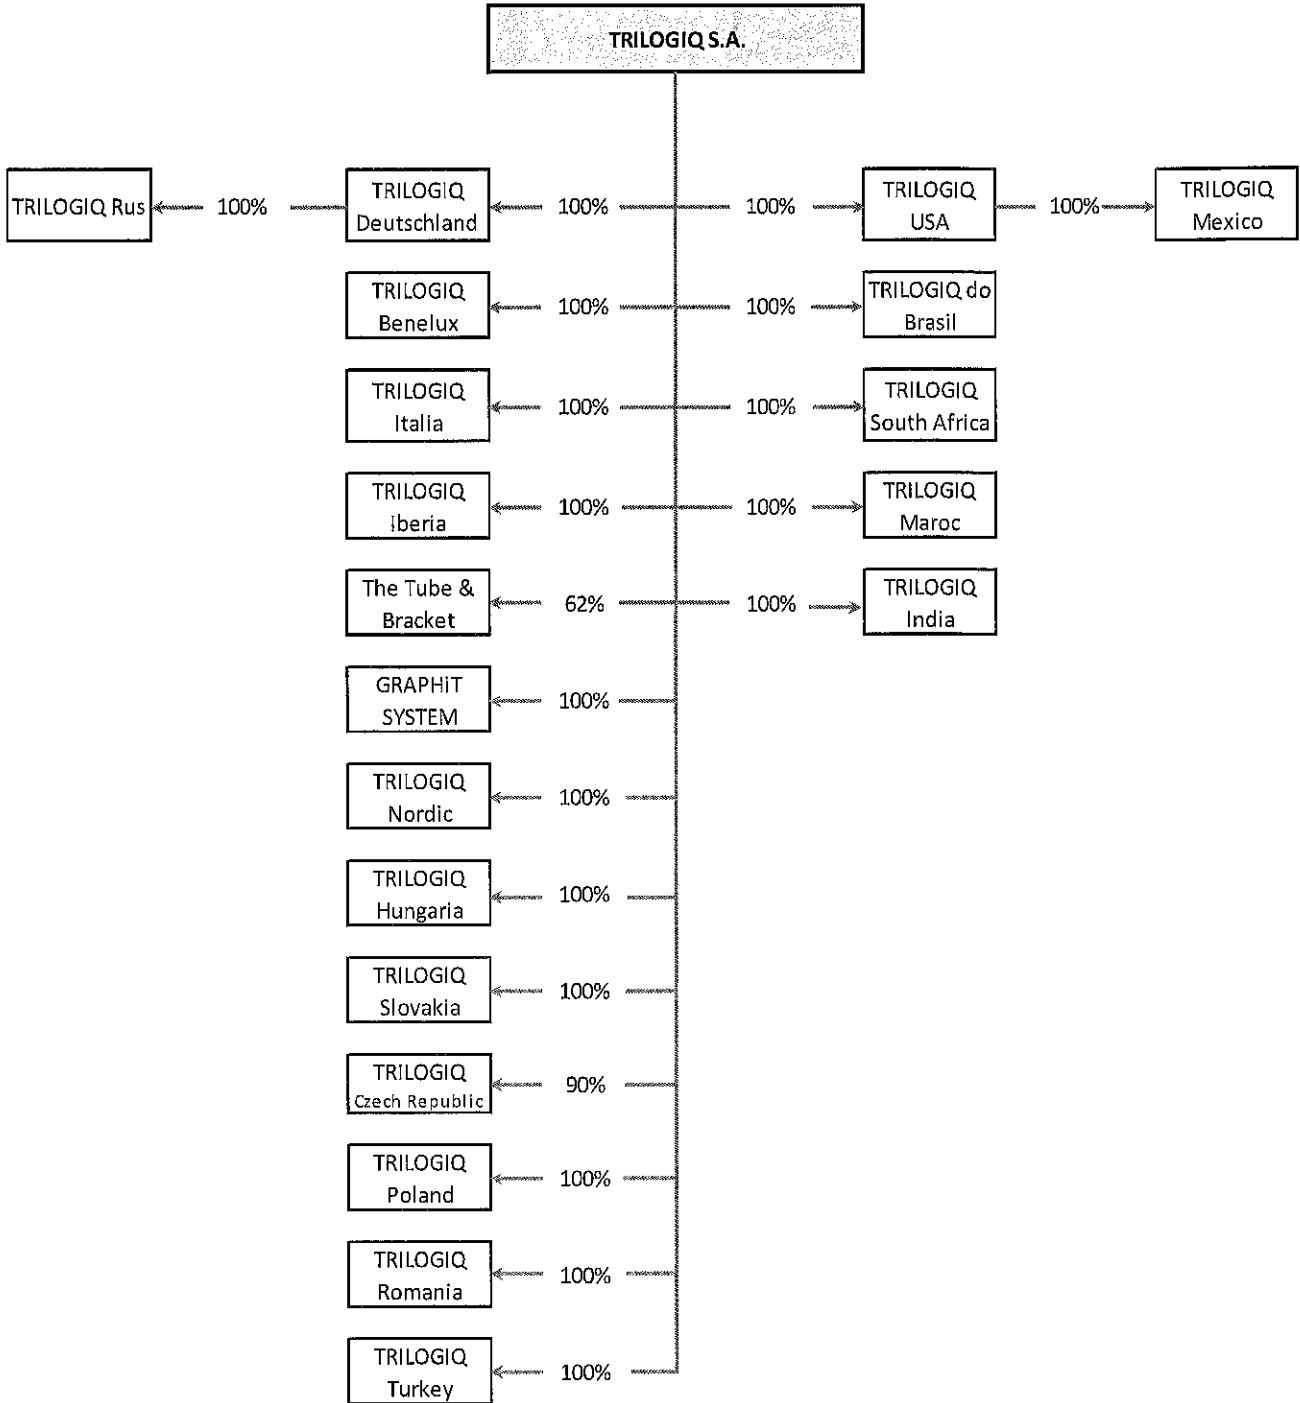 TRILOGIQ S.A.
TRILOGIQ Rus
100%
TRILOGIQ
Deutschland
100%
100%
TRILOGIQ
USA
100%
TRILOGIQ
Mexico
TRILOGIQ
Benelux
100%
100%
TRILOGIQ do
Brasil
TRILOGIQ
Italia
100%
100%
TRILOGIQ
South Africa
TRILOGIQ
Iberia
100%
100%
TRILOGIQ
Maroc
The Tube &
Bracket
62%
100%
TRILOGIQ
India
GRAPHiT
SYSTEM
100%
TRILOGIQ
Nordic
100%
TRILOGIQ
Hungaria
100%
TRILOGIQ
Slovakia
100%
TRILOGIQ
Czech Republic
90%
TRILOGIQ
Poland
100%
TRILOGIQ
Romania
100%
TRILOGIQ
Turkey
100%